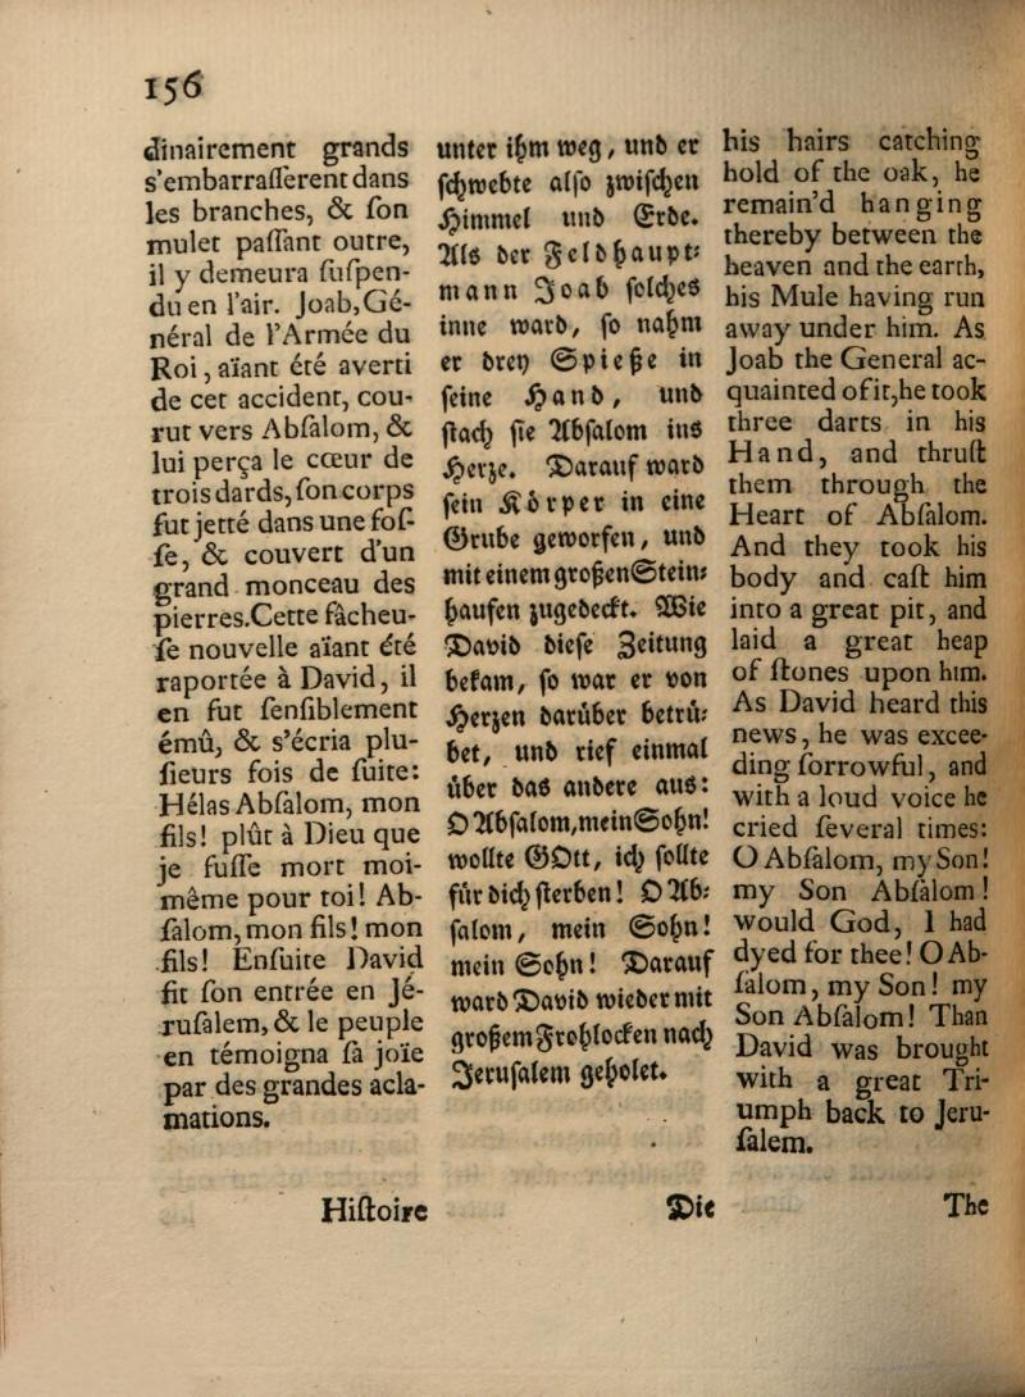 156
dinairement grands
s'embarraſſerent dans
les branches, & ſon
mulet paſſant outre,
il y demeura ſuſpen-
du en l'air. Joab, Gé-
néral de l'Armée du
Roi, aïant été averti
de cet accident, cou-
rut vers Abſalom, &
lui perça le cœur de
trois dards, ſon corps
fut jetté dans une foſ-
ſe, & couvert d'un
grand monceau des
pierres. Cette fâcheu-
ſe nouvelle aïant été
raportée à David, il
en fut ſenſiblement
émû, & s'écria plu-
ſieurs fois de ſuite:
Hélas Abſalom, mon
fils! plût à Dieu que
je fuſſe mort moi-
même pour toi! Ab-
ſalom, mon fils! mon
fils! Enſuite David
fit ſon entrée en Jé-
ruſalem, & le peuple
en témoigna ſa joïe
par des grandes acla-
mations.
unter ihm weg, und er
ſchwebte alſo zwiſchen
Himmel und Erde.
Als der Feldhaupt⸗
mann Joab ſolches
inne ward, ſo nahm
er drey Spieße in
ſeine Hand, und
ſtach ſie Abſalom ins
Herze. Darauf ward
ſein Koͤrper in eine
Grube geworfen, und
mit einem großen Stein⸗
haufen zugedeckt. Wie
David dieſe Zeitung
bekam, ſo war er von
Herzen daruͤber betruͤ⸗
bet, und rief einmal
uͤber das andere aus:
O Abſalom, mein Sohn!
wollte GOtt, ich ſollte
fuͤr dich ſterben! O Ab⸗
ſalom, mein Sohn!
mein Sohn! Darauf
ward David wieder mit
großem Frohlocken nach
Jeruſalem geholet.
his hairs catching
hold of the oak, he
remain'd hanging
thereby between the
heaven and the earth,
his Mule having run
away under him. As
Joab the General ac-
quainted of it, he took
three darts in his
Hand, and thruſt
them through the
Heart of Abſalom.
And they took his
body and caſt him
into a great pit, and
laid a great heap
of ſtones upon him.
As David heard this
news, he was excee-
ding ſorrowful, and
with a loud voice he
cried ſeveral times:
O Abſalom, my Son!
my Son Abſalom!
would God, I had
dyed for thee! O Ab-
ſalom, my Son! my
Son Abſalom! Than
David was brought
with a great Tri-
umph back to Jeru-
ſalem.
Hiſtoire
Die
The